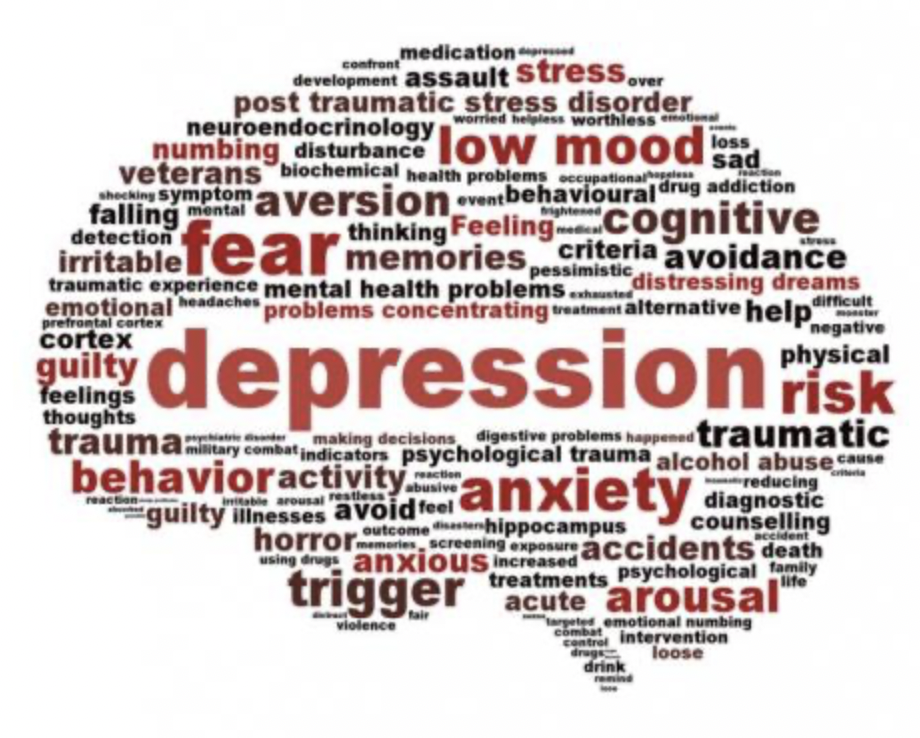 medication depressed
confront
development assault stress over
post traumatic stress disorder
worried helpless worthless emotional
neuroendocrinology
numbing disturbance low mood loss
sad
veterans biochemical health problems occupational hopeless reaction
shocking symptom aversion event behavioural drug addiction
falling mental frightened
detection fear thinking Feeling medical cognitive stress
irritable memories criteria avoidance
pessimistic
traumatic experience mental health problems exhausted distressing dreams
emotional headaches problems concentrating treatment alternative help difficult
monster
prefrontal cortex negative
cortex depression physical
guilty risk
feelings
thoughts
trauma psychiatric disorder making decisions digestive problems happened traumatic
military combat indicators psychological trauma alcohol abuse cause
criteria
behavior activity reaction anxiety reducing
abusive diagnostic
reaction irritable arousal restless
guilty illnesses avoid feel counselling
outcome disasters hippocampus accident
horror memories screening exposure accidents death
using drugs anxious increased psychological family
trigger treatments life
acute arousal
fair targeted emotional numbing
violence combat intervention
control
drugs loose
drink
remind